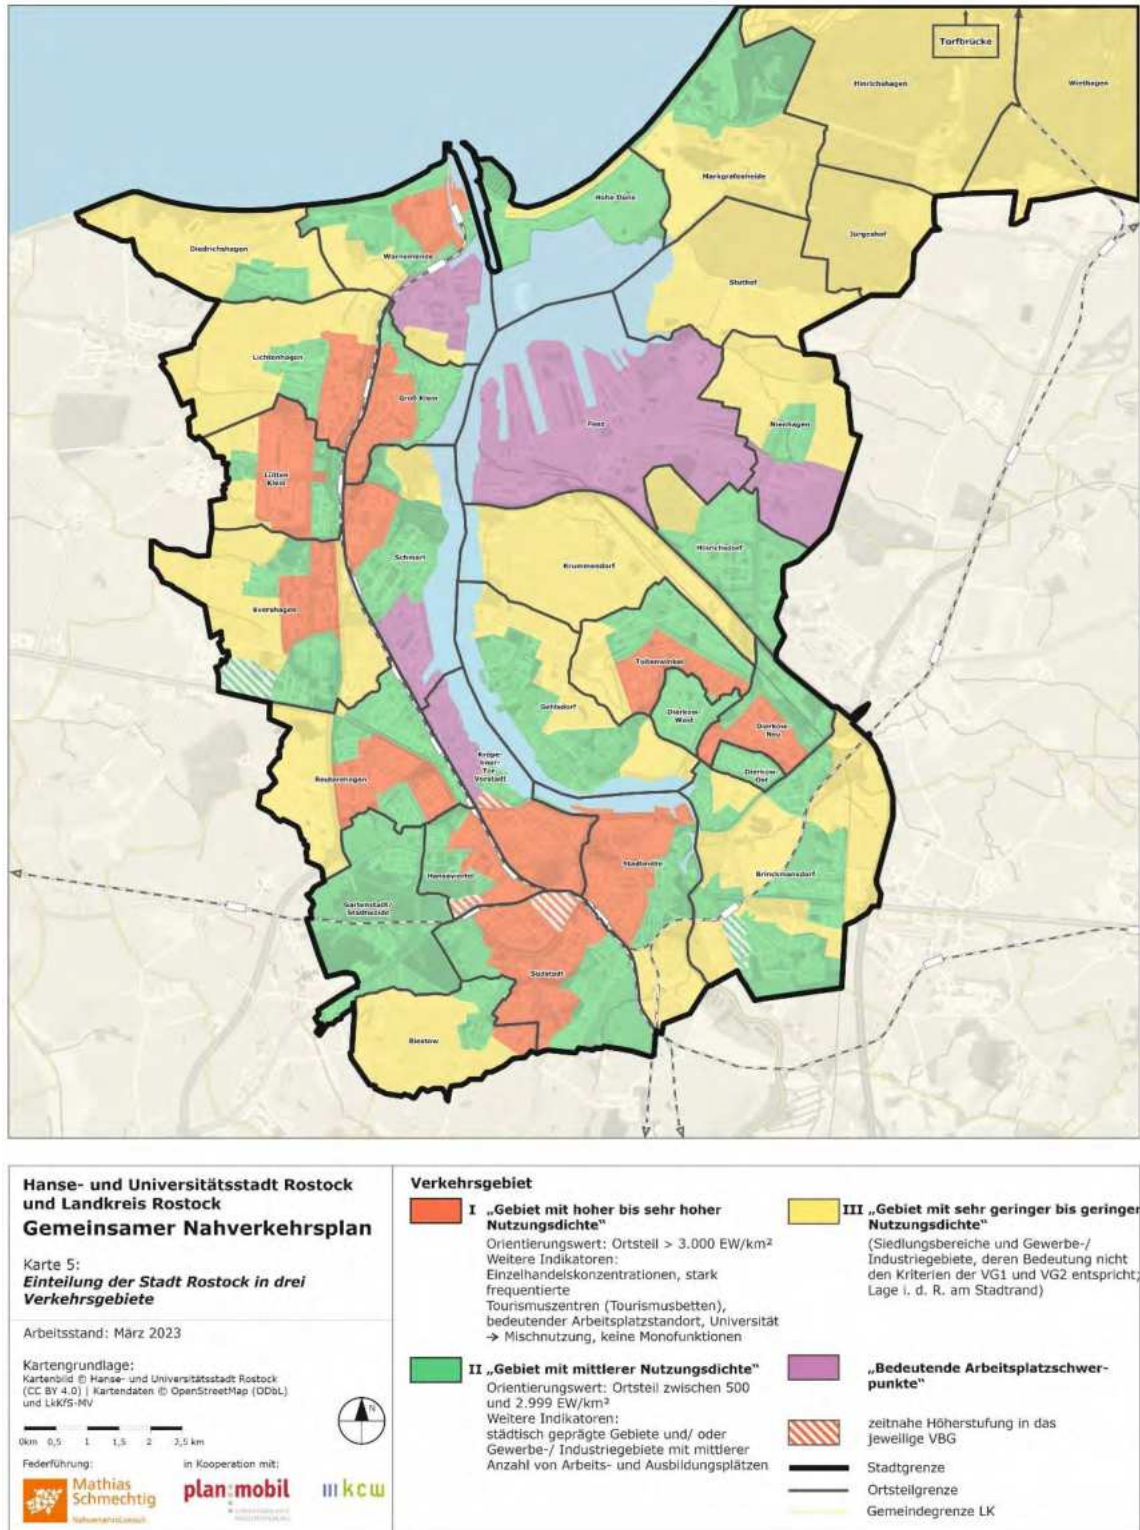 Torfbrücke
Hinrichshagen
Wiethagen
Markgrafenheide
Hohe Düne
Jürgeshof
Diedrichshagen
Warnemünde
Stuthof
Lichtenhagen
Groß Klein
Peez
Nienhagen
Lütten
Klein
Schmarl
Hinrichsdorf
Krummendorf
Evershagen
Toitenwinkel
Gehlsdorf
Dierkow-
West
Dierkow-
Neu
Kröpe-
liner-
Tor-
Vorstadt
Dierkow-
Ost
Reutershagen
Stadtmitte
Hansaviertel
Brinckmansdorf
Gartenstadt/
Stadtweide
Südstadt
Biestow
Hanse- und Universitätsstadt Rostock
und Landkreis Rostock
Gemeinsamer Nahverkehrsplan
Karte 5:
Einteilung der Stadt Rostock in drei
Verkehrsgebiete
Arbeitsstand: März 2023
Kartengrundlage:
Kartenbild © Hanse- und Universitätsstadt Rostock
(CC BY 4.0) | Kartendaten © OpenStreetMap (ODbL)
und LkKfS-MV
N
0km 0,5 1 1,5 2 2,5 km
Federführung:
in Kooperation mit:
Mathias
Schmechtig
NahverkehrsConsult
plan:mobil
kcw
Verkehrsgebiet
I „Gebiet mit hoher bis sehr hoher
Nutzungsdichte“
Orientierungswert: Ortsteil > 3.000 EW/km²
Weitere Indikatoren:
Einzelhandelskonzentrationen, stark
frequentierte
Tourismuszentren (Tourismusbetten),
bedeutender Arbeitsplatzstandort, Universität
→ Mischnutzung, keine Monofunktionen
II „Gebiet mit mittlerer Nutzungsdichte“
Orientierungswert: Ortsteil zwischen 500
und 2.999 EW/km²
Weitere Indikatoren:
städtisch geprägte Gebiete und/ oder
Gewerbe-/ Industriegebiete mit mittlerer
Anzahl von Arbeits- und Ausbildungsplätzen
III „Gebiet mit sehr geringer bis geringer
Nutzungsdichte“
(Siedlungsbereiche und Gewerbe-/
Industriegebiete, deren Bedeutung nicht
den Kriterien der VG1 und VG2 entspricht;
Lage i. d. R. am Stadtrand)
„Bedeutende Arbeitsplatzschwer-
punkte“
zeitnahe Höherstufung in das
jeweilige VBG
Stadtgrenze
Ortsteilgrenze
Gemeindegrenze LK